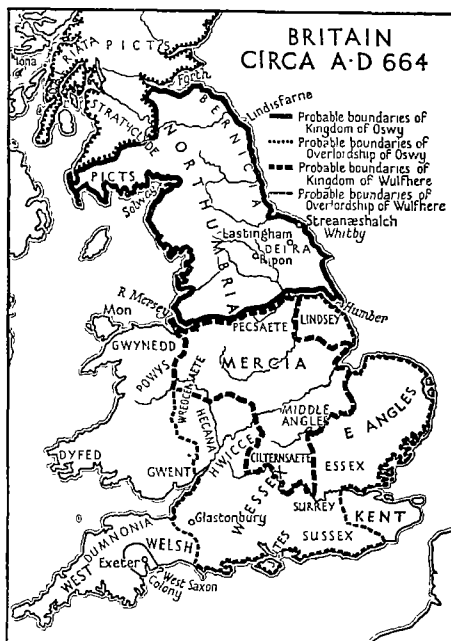 BRITAIN
CIRCA A·D 664
Probable boundaries of
Kingdom of Oswy
Probable boundaries of
Overlordship of Oswy
Probable boundaries of
Kingdom of Wulfhere
Probable boundaries of
Overlordship of Wulfhere
Iona
RIATA
PICTS
Forth
STRATHCLYDE
BERNICIA
Lindisfarne
NORTHUMBRIA
PICTS
Solway
Streanæshalch
Whitby
Lastingham
DEIRA
Ripon
Humber
R Mersey
Mon
PECSAETE
LINDSEY
GWYNEDD
MERCIA
POWYS
WREOCENSAETE
HECANA
MIDDLE
ANGLES
E ANGLES
HWICCE
CILTERNSAETE
ESSEX
DYFED
GWENT
WESSEX
SURREY
KENT
Glastonbury
SUSSEX
JUTES
DUMNONIA
WEST
WELSH
Exeter
West Saxon
Colony